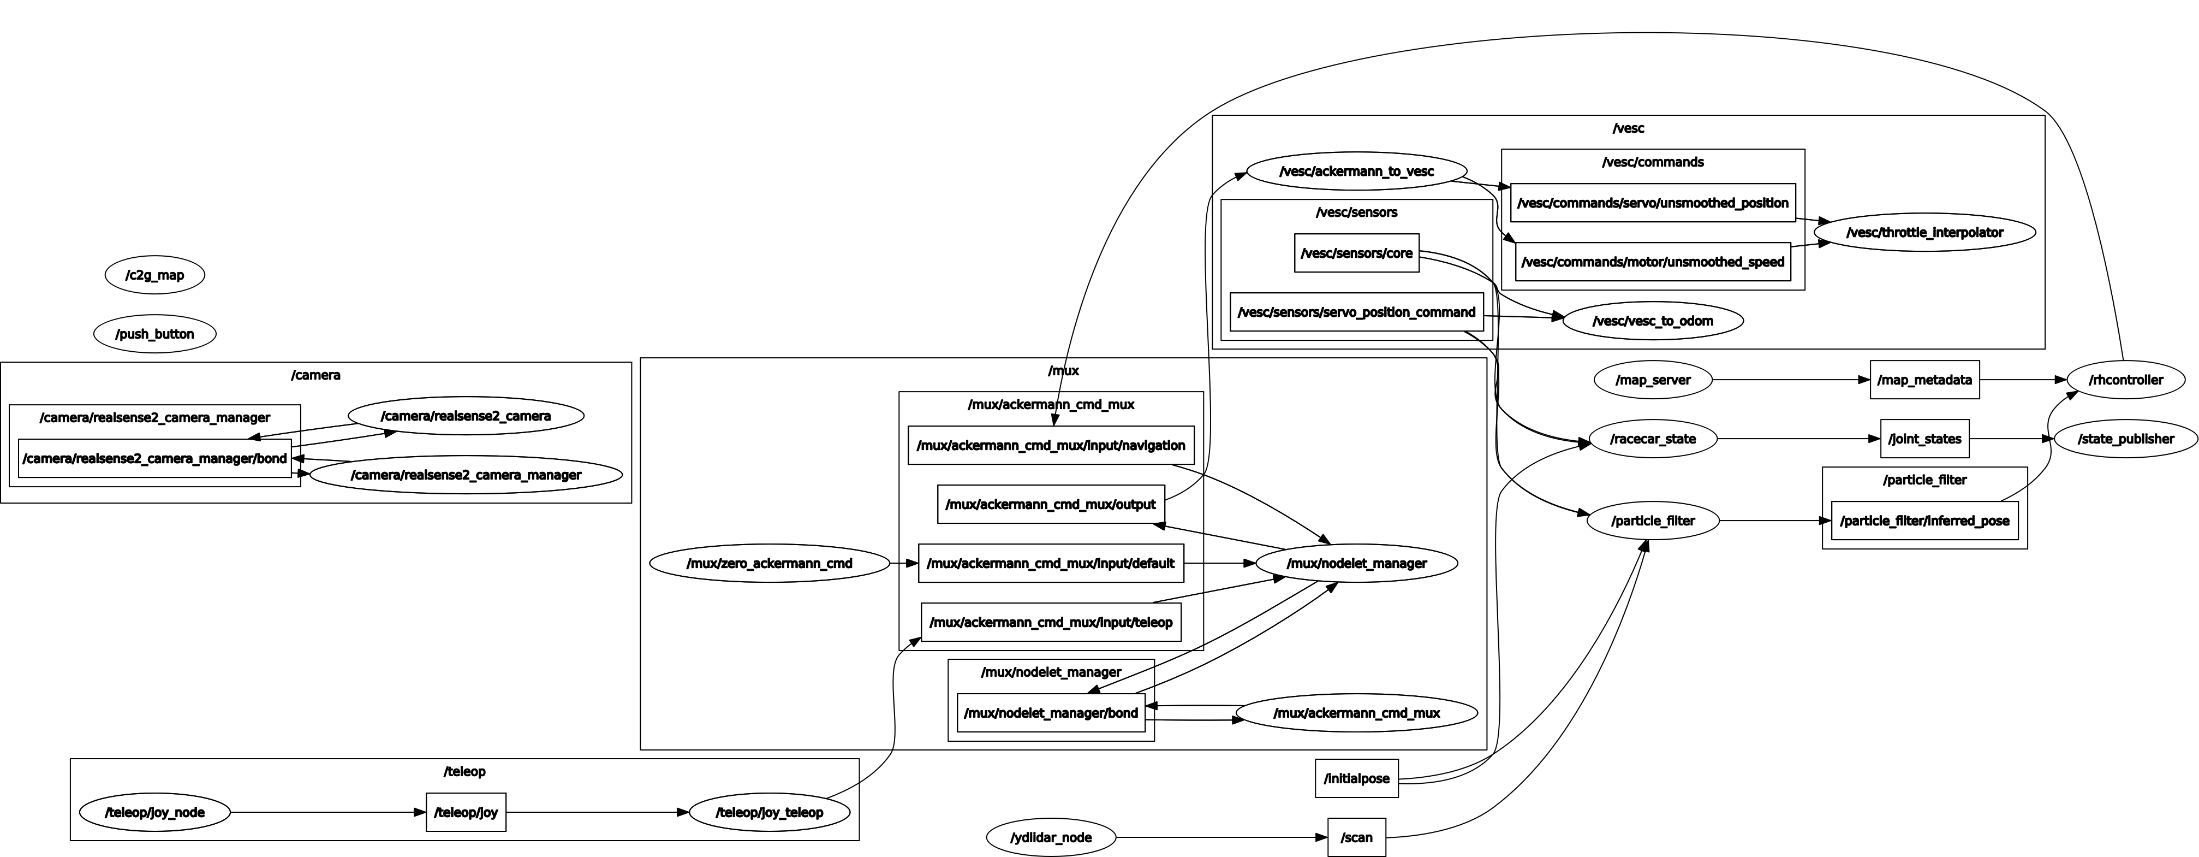 /vesc
/vesc/commands
/vesc/ackermann_to_vesc
/vesc/commands/servo/unsmoothed_position
/vesc/sensors
/vesc/throttle_interpolator
/vesc/sensors/core
/vesc/commands/motor/unsmoothed_speed
/c2g_map
/vesc/sensors/servo_position_command
/vesc/vesc_to_odom
/push_button
/camera
/mux
/map_server
/map_metadata
/rhcontroller
/camera/realsense2_camera_manager
/camera/realsense2_camera
/mux/ackermann_cmd_mux
/racecar_state
/joint_states
/state_publisher
/mux/ackermann_cmd_mux/input/navigation
/camera/realsense2_camera_manager/bond
/camera/realsense2_camera_manager
/particle_filter
/mux/ackermann_cmd_mux/output
/particle_filter
/particle_filter/inferred_pose
/mux/zero_ackermann_cmd
/mux/ackermann_cmd_mux/input/default
/mux/nodelet_manager
/mux/ackermann_cmd_mux/input/teleop
/mux/nodelet_manager
/mux/nodelet_manager/bond
/mux/ackermann_cmd_mux
/teleop
/initialpose
/teleop/joy_node
/teleop/joy
/teleop/joy_teleop
/ydlidar_node
/scan